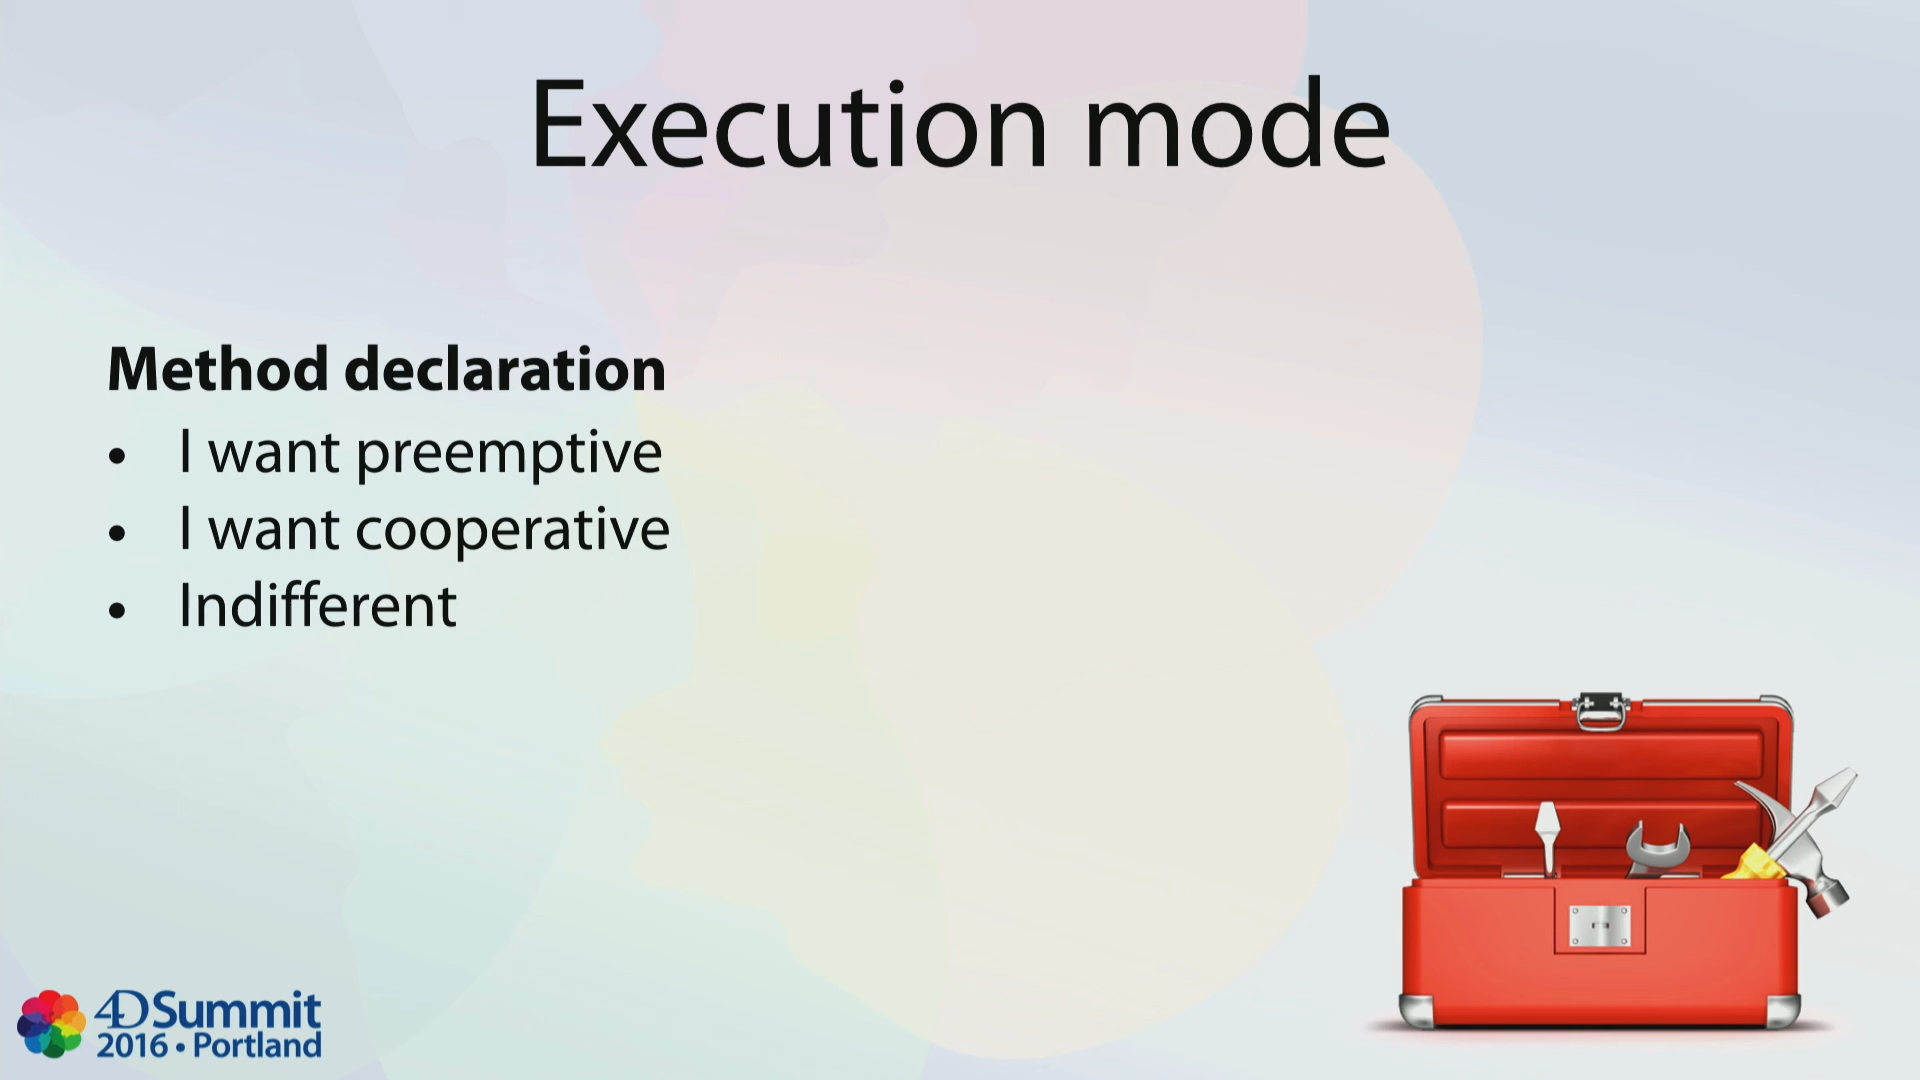 Execution mode
Method declaration
• I want preemptive
• I want cooperative
• Indifferent
4D Summit
2016 • Portland